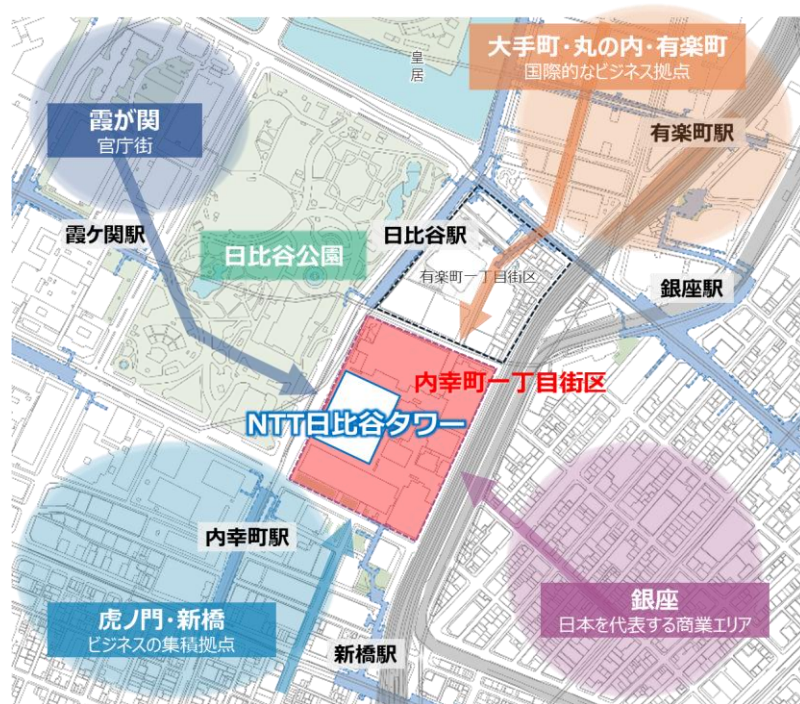 皇
居
大手町・丸の内・有楽町
国際的なビジネス拠点
霞が関
官庁街
有楽町駅
霞ケ関駅
日比谷公園
日比谷駅
有楽町一丁目街区
銀座駅
内幸町一丁目街区
NTT日比谷タワー
内幸町駅
虎ノ門・新橋
ビジネスの集積拠点
新橋駅
銀座
日本を代表する商業エリア